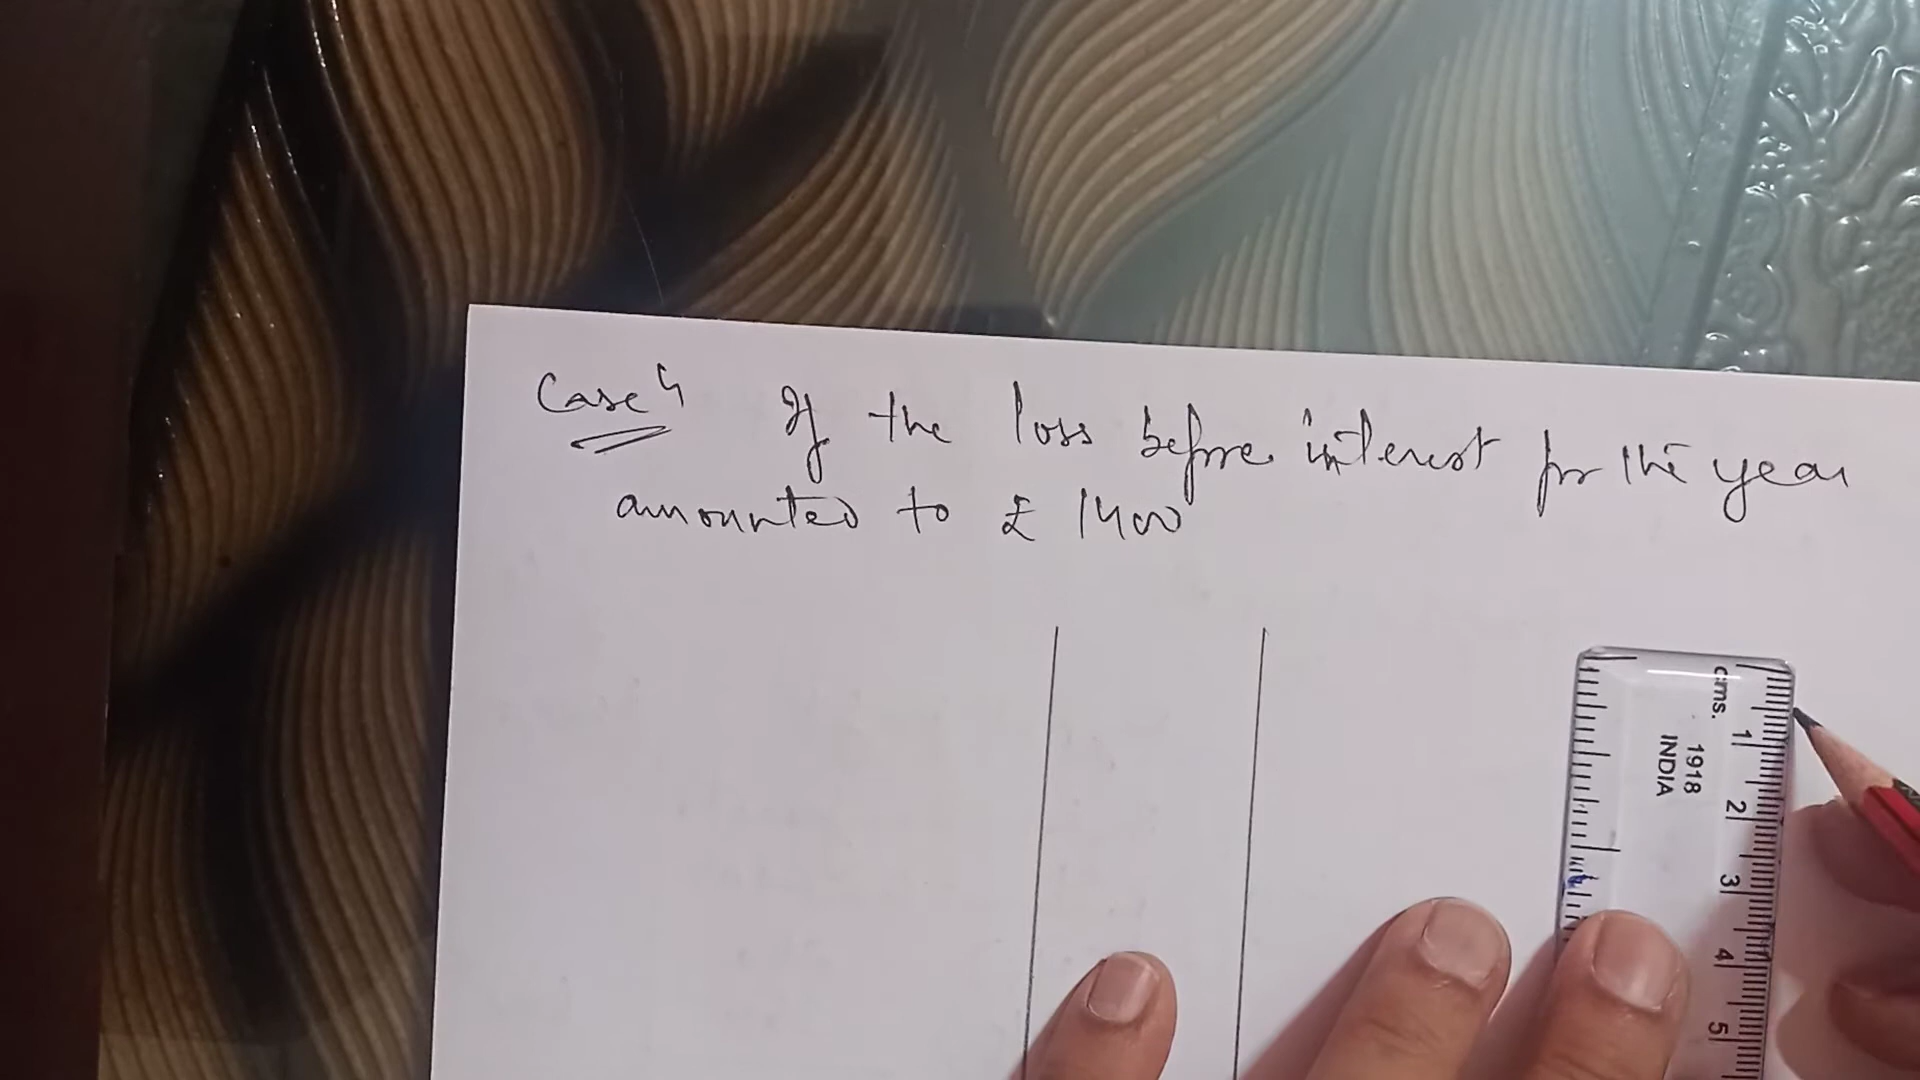 Case 4 If the loss before interest for the year
amounted to £ 1400
cms.
1918
INDIA
1
2
3
4
5